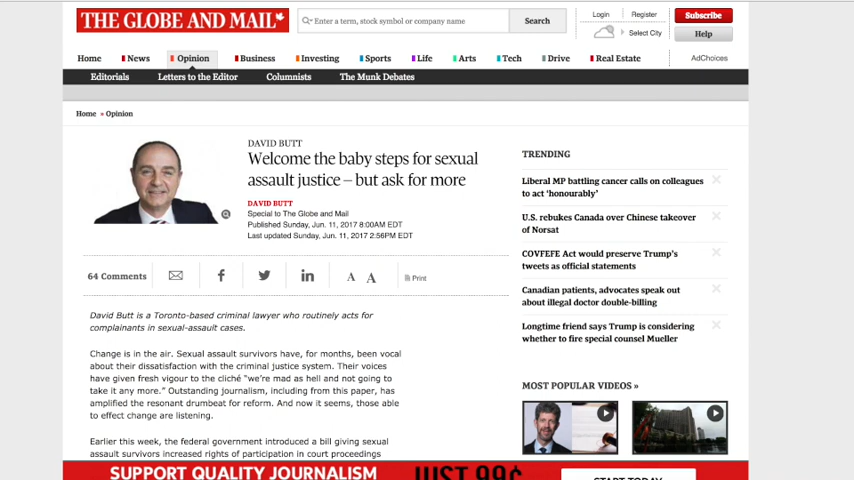 THE GLOBE AND MAIL
Enter a term, stock symbol or company name
Search
Login
Register
Select City
Subscribe
Help
Home
News
Opinion
Business
Investing
Sports
Life
Arts
Tech
Drive
Real Estate
AdChoices
Editorials
Letters to the Editor
Columnists
The Munk Debates
Home • Opinion
DAVID BUTT
Welcome the baby steps for sexual
assault justice – but ask for more
DAVID BUTT
Special to The Globe and Mail
Published Sunday, Jun. 11, 2017 8:00AM EDT
Last updated Sunday, Jun. 11, 2017 2:56PM EDT
64 Comments
f
in
A A
Print
David Butt is a Toronto-based criminal lawyer who routinely acts for
complainants in sexual-assault cases.
Change is in the air. Sexual assault survivors have, for months, been vocal
about their dissatisfaction with the criminal justice system. Their voices
have given fresh vigour to the cliché “we’re mad as hell and not going to
take it any more.” Outstanding journalism, including from this paper, has
amplified the resonant drumbeat for reform. And now it seems, those able
to effect change are listening.
Earlier this week, the federal government introduced a bill giving sexual
assault survivors increased rights of participation in court proceedings
TRENDING
Liberal MP battling cancer calls on colleagues
to act ‘honourably’
U.S. rebukes Canada over Chinese takeover
of Norsat
COVFEFE Act would preserve Trump’s
tweets as official statements
Canadian patients, advocates speak out
about illegal doctor double-billing
Longtime friend says Trump is considering
whether to fire special counsel Mueller
MOST POPULAR VIDEOS »
SUPPORT QUALITY JOURNALISM
JUST 99¢
START TODAY